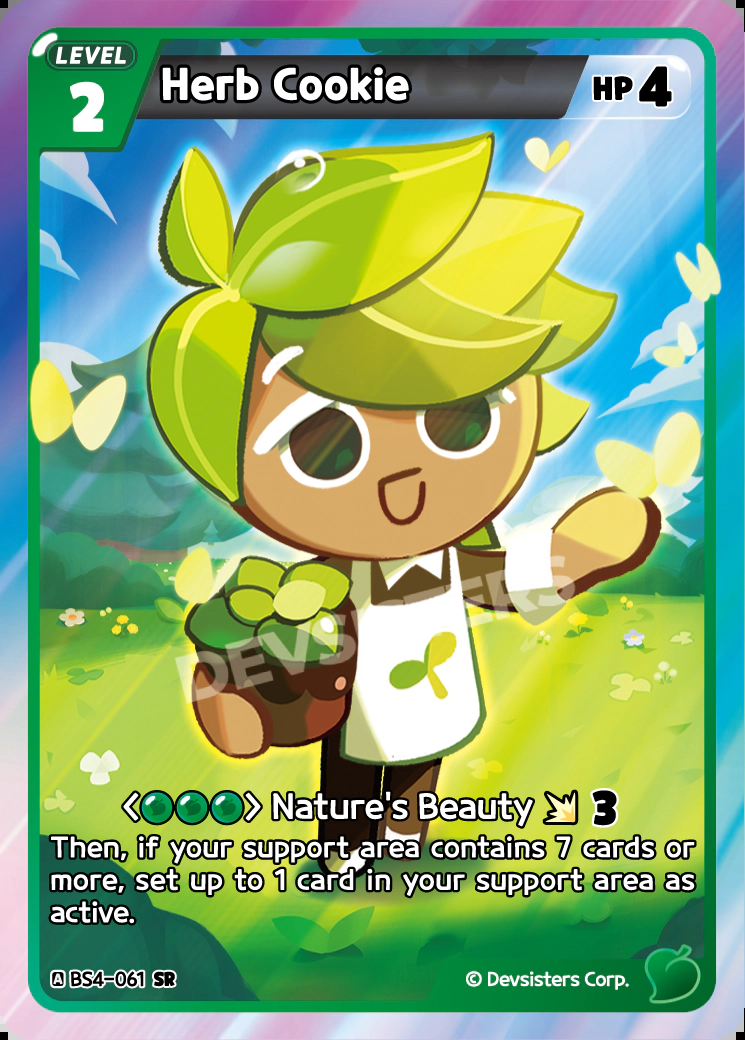 LEVEL
2
Herb Cookie
HP 4
DEVSISTERS
Nature's Beauty 3
Then, if your support area contains 7 cards or
more, set up to 1 card in your support area as
active.
A BS4-061 SR
© Devsisters Corp.